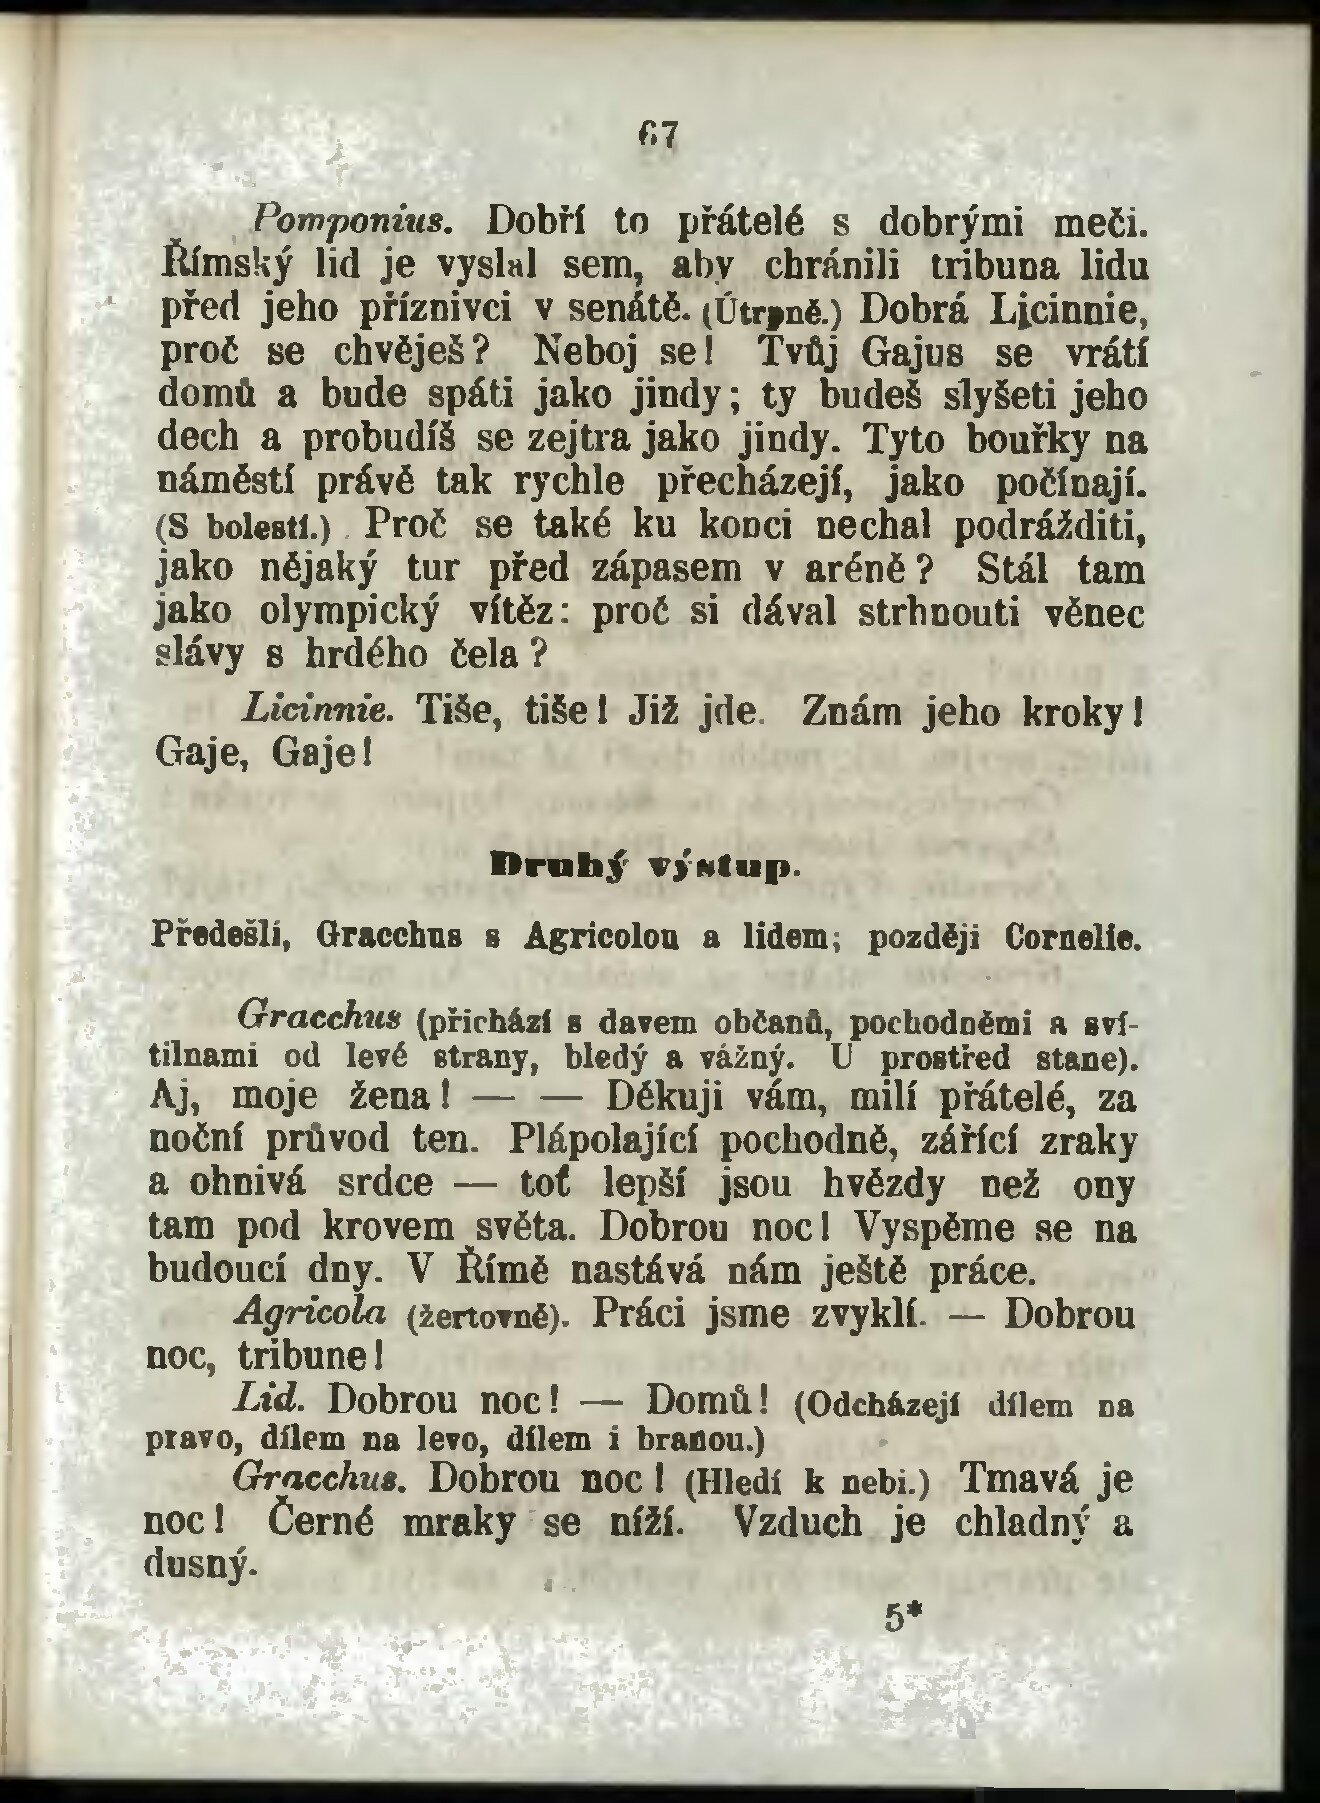 67
Pomponius. Dobří to přátelé s dobrými meči.
Římský lid je vyslal sem, aby chránili tribuna lidu
před jeho příznivci v senátě. (Útrpně.) Dobrá Licinnie,
proč se chvěješ? Neboj se! Tvůj Gajus se vrátí
domů a bude spáti jako jindy; ty budeš slyšeti jeho
dech a probudíš se zejtra jako jindy. Tyto bouřky na
náměstí právě tak rychle přecházejí, jako počínají.
(S bolestí.) Proč se také ku konci nechal podrážditi,
jako nějaký tur před zápasem v aréně? Stál tam
jako olympický vítěz: proč si dával strhnouti věnec
slávy s hrdého čela?
Licinnie. Tiše, tiše! Již jde. Znám jeho kroky!
Gaje, Gaje!
Druhý výstup.
Předešlí, Gracchus s Agricolou a lidem; později Cornelie.
Gracchus (přichází s davem občanů, pochodněmi a sví-
tilnami od levé strany, bledý a vážný. U prostřed stane).
Aj, moje žena! — — Děkuji vám, milí přátelé, za
noční průvod ten. Plápolající pochodně, zářící zraky
a ohnivá srdce — toť lepší jsou hvězdy než ony
tam pod krovem světa. Dobrou noc! Vyspěme se na
budoucí dny. V Římě nastává nám ještě práce.
Agricola (žertovně). Práci jsme zvyklí. — Dobrou
noc, tribune!
Lid. Dobrou noc! — Domů! (Odcházejí dílem na
pravo, dílem na levo, dílem i branou.)
Gracchus. Dobrou noc! (Hledí k nebi.) Tmavá je
noc! Černé mraky se níží. Vzduch je chladný a
dusný.
5*